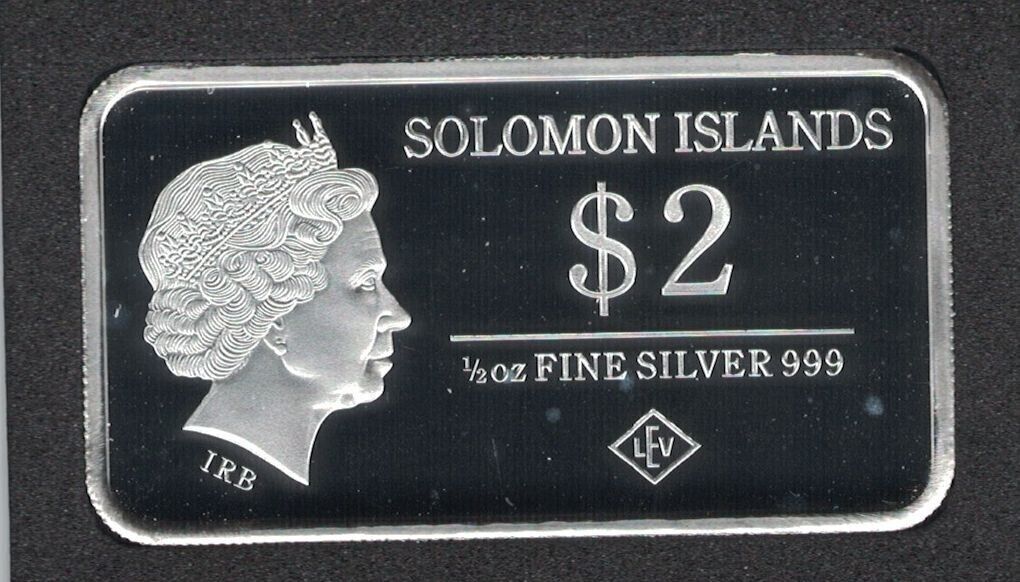 SOLOMON ISLANDS
$2
½ oz FINE SILVER 999
LEV
IRB